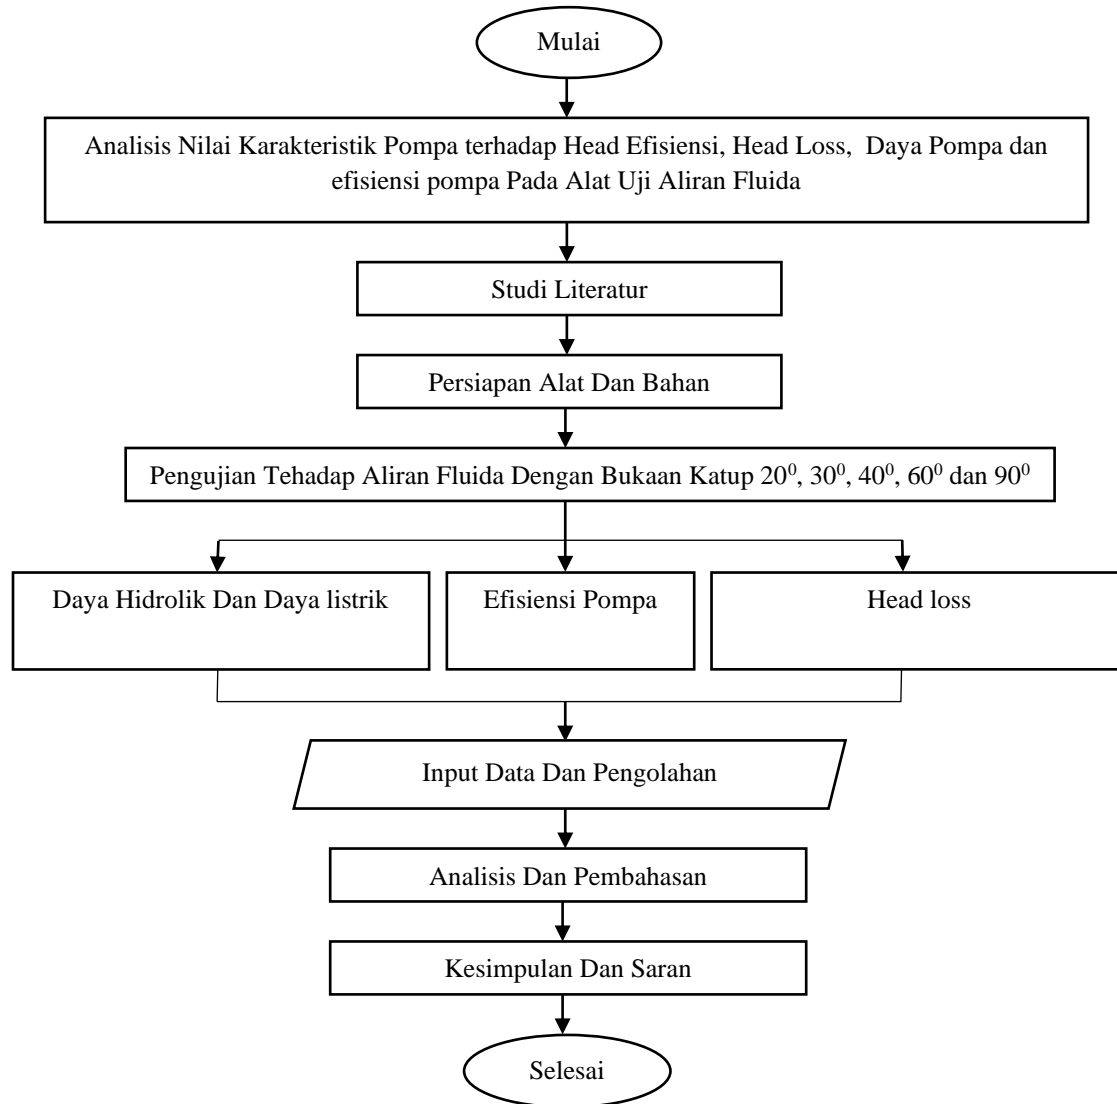 Mulai
Analisis Nilai Karakteristik Pompa terhadap Head Efisiensi, Head Loss,  Daya Pompa dan
efisiensi pompa Pada Alat Uji Aliran Fluida
Studi Literatur
Persiapan Alat Dan Bahan
Pengujian Tehadap Aliran Fluida Dengan Bukaan Katup 20⁰, 30⁰, 40⁰, 60⁰ dan 90⁰
Daya Hidrolik Dan Daya listrik
Efisiensi Pompa
Head loss
Input Data Dan Pengolahan
Analisis Dan Pembahasan
Kesimpulan Dan Saran
Selesai